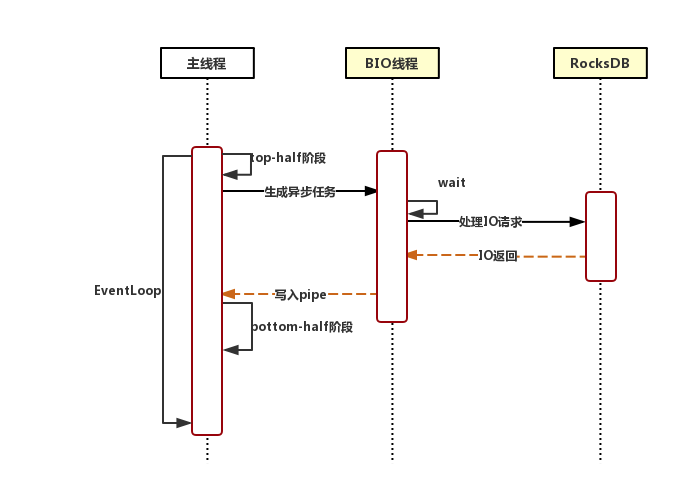 主线程
BIO线程
RocksDB
top-half阶段
wait
生成异步任务
处理IO请求
IO返回
EventLoop
写入pipe
bottom-half阶段